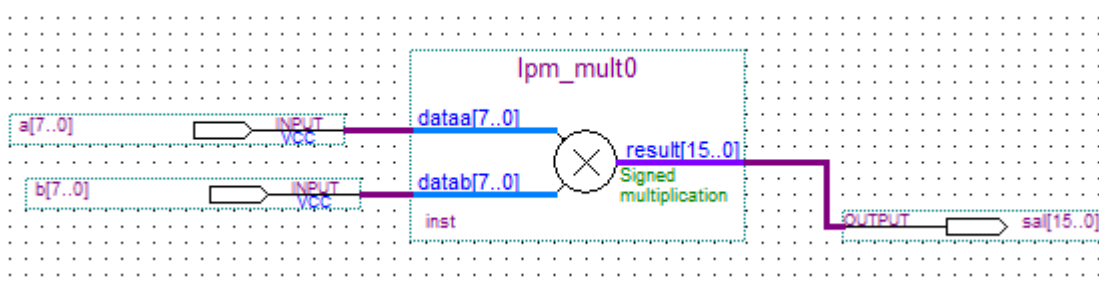 lpm_mult0
a[7..0]
INPUT
VCC
dataa[7..0]
result[15..0]
Signed
multiplication
b[7..0]
INPUT
VCC
datab[7..0]
inst
OUTPUT
sal[15..0]